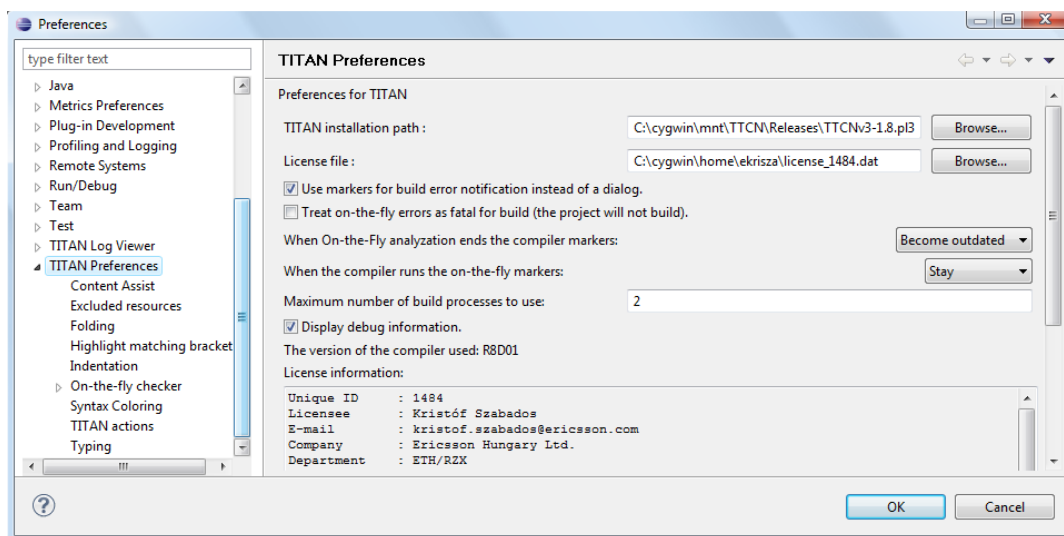 Preferences
type filter text
Java
Metrics Preferences
Plug-in Development
Profiling and Logging
Remote Systems
Run/Debug
Team
Test
TITAN Log Viewer
TITAN Preferences
Content Assist
Excluded resources
Folding
Highlight matching bracket
Indentation
On-the-fly checker
Syntax Coloring
TITAN actions
Typing
TITAN Preferences
Preferences for TITAN
TITAN installation path : C:\cygwin\mnt\TTCN\Releases\TTCNv3-1.8.pl3 Browse...
License file : C:\cygwin\home\ekrisza\license_1484.dat Browse...
Use markers for build error notification instead of a dialog.
Treat on-the-fly errors as fatal for build (the project will not build).
When On-the-Fly analyzation ends the compiler markers: Become outdated
When the compiler runs the on-the-fly markers: Stay
Maximum number of build processes to use: 2
Display debug information.
The version of the compiler used: R8D01
License information:
Unique ID : 1484
Licensee : Kristóf Szabados
E-mail : kristof.szabados@ericsson.com
Company : Ericsson Hungary Ltd.
Department : ETH/RZX
OK Cancel